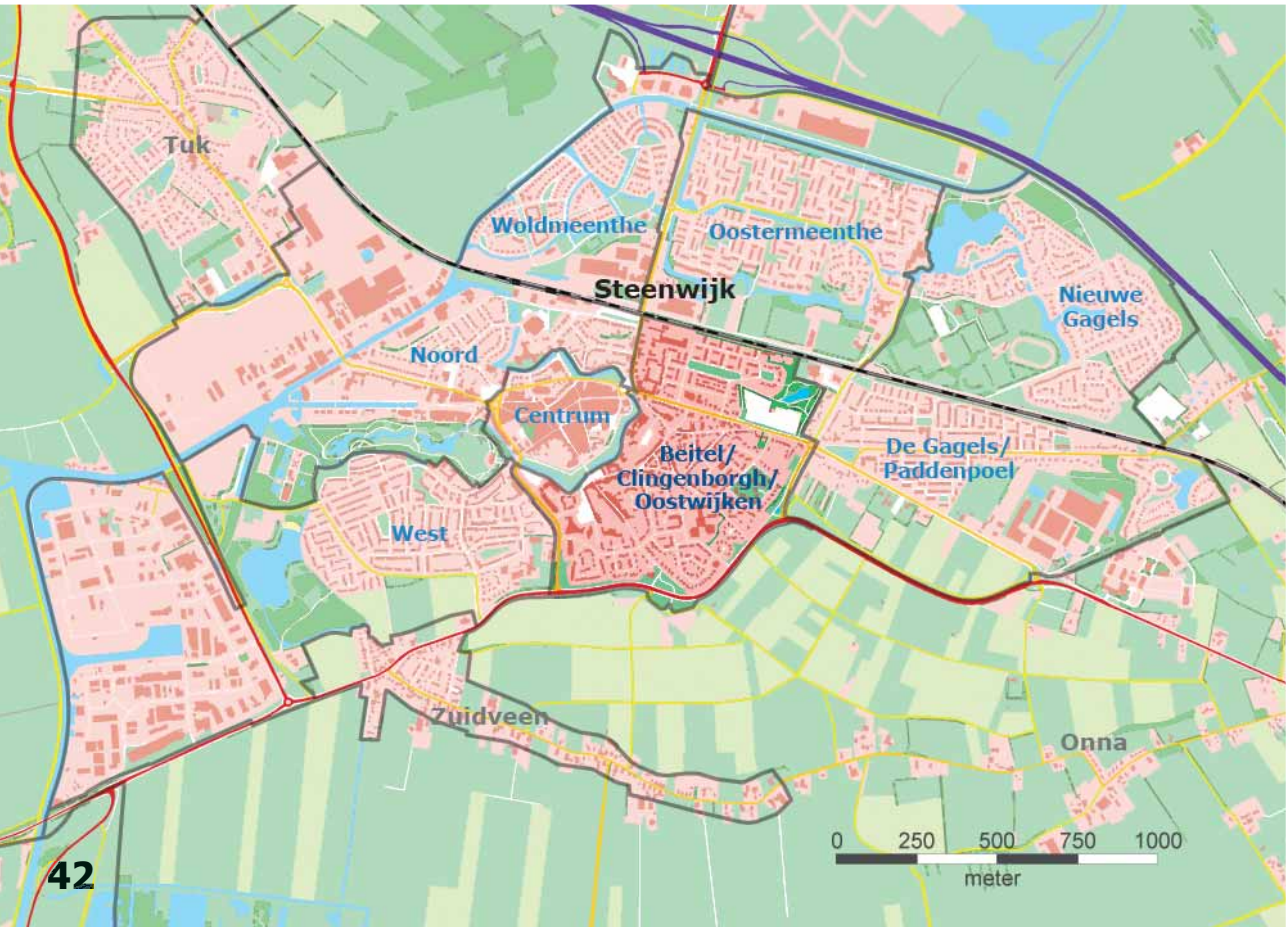 Tuk
Woldmeenthe
Oostermeenthe
Steenwijk
Nieuwe
Gagels
Noord
Centrum
Beitel/
Clingenborgh/
Oostwijken
De Gagels/
Paddenpoel
West
Zuidveen
Onna
0 250 500 750 1000
meter
42